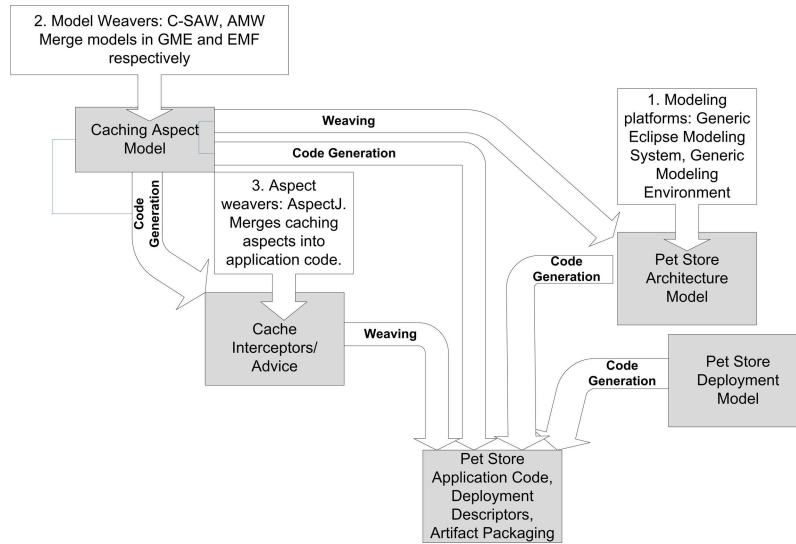 2. Model Weavers: C-SAW, AMW
Merge models in GME and EMF
respectively
Caching Aspect
Model
Weaving
Code Generation
1. Modeling
platforms: Generic
Eclipse Modeling
System, Generic
Modeling
Environment
Code
Generation
3. Aspect
weavers: AspectJ.
Merges caching
aspects into
application code.
Pet Store
Architecture
Model
Code
Generation
Cache
Interceptors/
Advice
Weaving
Pet Store
Deployment
Model
Code
Generation
Pet Store
Application Code,
Deployment
Descriptors,
Artifact Packaging